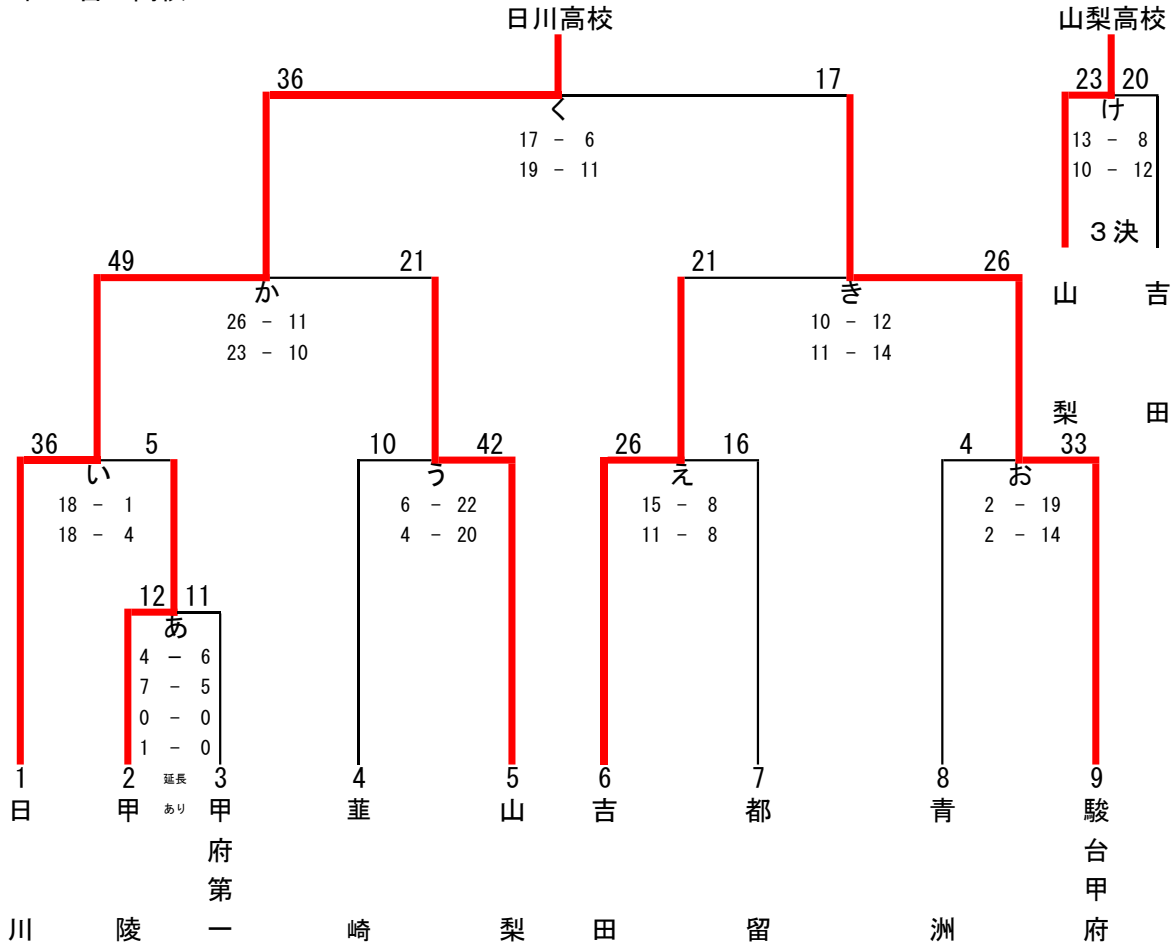 日川高校 山梨高校
36 17 23 20
く け
17 - 6 13 - 8
19 - 11 10 - 12
3決
49 21 21 26
か き 山 吉
26 - 11 10 - 12
23 - 10 11 - 14
梨 田
36 5 10 42 26 16 4 33
い う え お
18 - 1 6 - 22 15 - 8 2 - 19
18 - 4 4 - 20 11 - 8 2 - 14
12 11
あ
4 - 6
7 - 5
0 - 0
1 - 0
1 2 延長 3 4 5 6 7 8 9
あり
日川
甲陵
甲府第一
韮崎
山梨
吉田
都留
青洲
駿台甲府